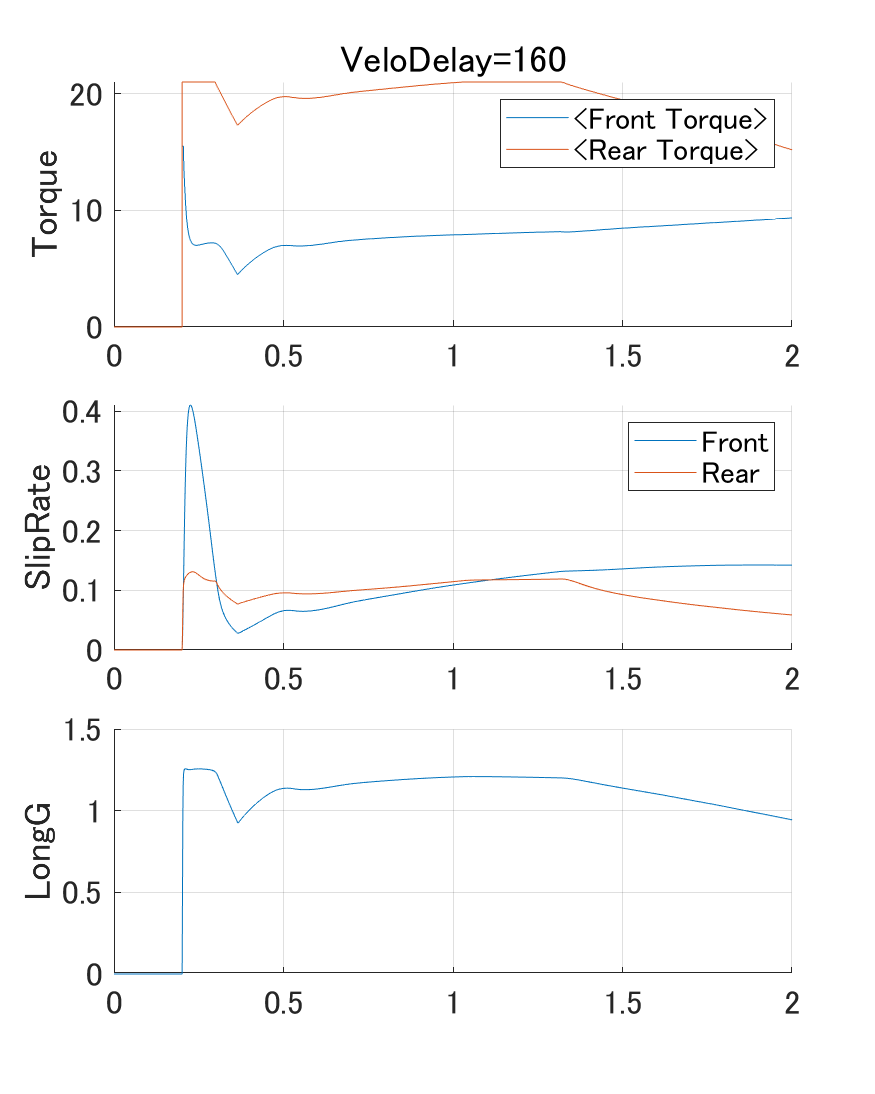 VeloDelay=160
Torque
20
10
0
<Front Torque>
<Rear Torque>
0 0.5 1 1.5 2
SlipRate
0.4
0.3
0.2
0.1
0
Front
Rear
0 0.5 1 1.5 2
LongG
1.5
1
0.5
0
0 0.5 1 1.5 2